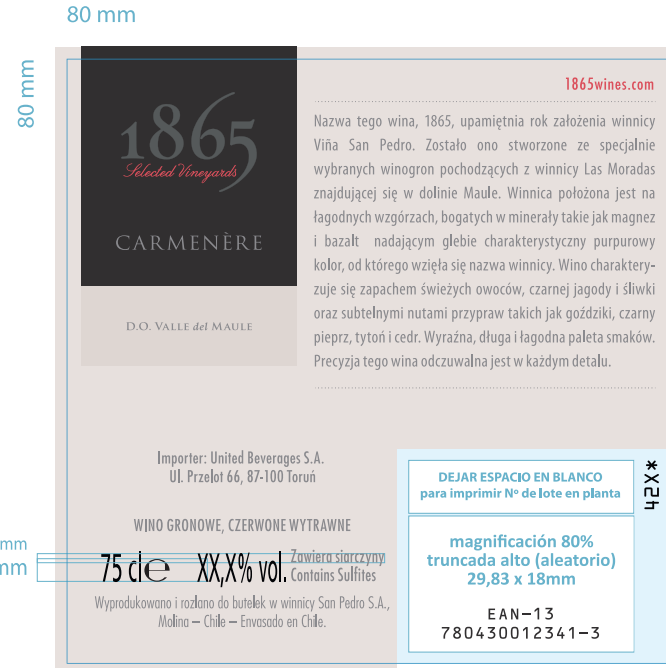 80 mm
80 mm
1865
Selected Vineyards
CARMENÈRE
D.O. VALLE del MAULE
1865wines.com
Nazwa tego wina, 1865, upamiętnia rok założenia winnicy
Viña San Pedro. Zostało ono stworzone ze specjalnie
wybranych winogron pochodzących z winnicy Las Moradas
znajdującej się w dolinie Maule. Winnica położona jest na
łagodnych wzgórzach, bogatych w minerały takie jak magnez
i bazalt nadającym glebie charakterystyczny purpurowy
kolor, od którego wzięła się nazwa winnicy. Wino charaktery-
zuje się zapachem świeżych owoców, czarnej jagody i śliwki
oraz subtelnymi nutami przypraw takich jak goździki, czarny
pieprz, tytoń i cedr. Wyraźna, długa i łagodna paleta smaków.
Precyzja tego wina odczuwalna jest w każdym detalu.
Importer: United Beverages S.A.
Ul. Przelot 66, 87-100 Toruń
WINO GRONOWE, CZERWONE WYTRAWNE
mm
mm
75 cl e XX,X% vol. Zawiera siarczyny
Contains Sulfites
Wyprodukowano i rozlano do butelek w winnicy San Pedro S.A.,
Molina – Chile – Envasado en Chile.
DEJAR ESPACIO EN BLANCO
para imprimir Nº de lote en planta
*X24
magnificación 80%
truncada alto (aleatorio)
29,83 x 18mm
EAN-13
780430012341-3